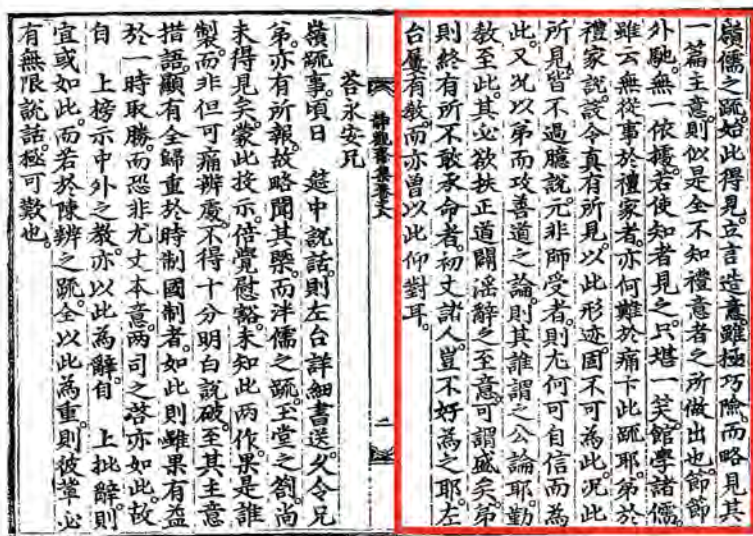 嶺儒之疏始此得見立言造意雖極巧險而略見其
一篇主意則似是全不知禮意者之所做出也節節
外馳無一依據若使知者見之只堪一笑館學諸儒
雖云無從事於禮家者亦何難於痛下此疏耶弟於
禮家說設令真有所見以此形迹固不可為此況此
所見皆不過臆說元非師受者則尤何可自信而為
此又況以弟而攻善道之論則其誰謂之公論耶勤
教至此其必欲扶正道闢淫辭之至意可謂盛矣弟
則終有所不敢承命者初丈諸人豈不好為之耶左
台屢有教而亦曾以此仰對耳
靜觀齋集卷之六
二
答永安兄
嶺疏事頃日 筵中說話則左台詳細書送久令兄
弟亦有所報故略聞其槩而泮儒之疏玉堂之劄尚
未得見矣蒙此投示倍覺慰豁未知此兩作果是誰
製而非但可痛辨處不得十分明白說破至其主意
措語顯有全歸重於時制國制者如此則雖果有益
於一時取勝而恐非尤丈本意兩司之啓亦如此故
自 上榜示中外之教亦以此為辭自 上批辭則
宜或如此而若於陳辨之疏全以此為重則彼輩必
有無限說話極可歎也